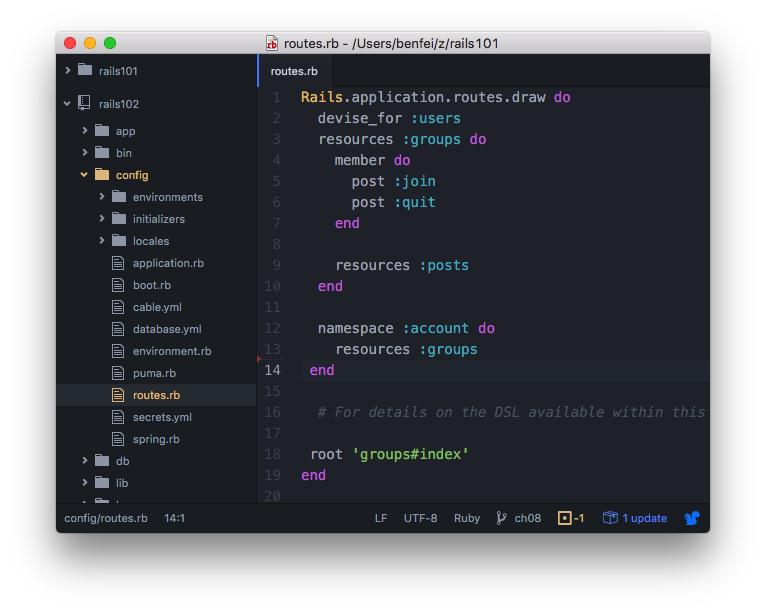 routes.rb - /Users/benfei/z/rails101
rails101
rails102
app
bin
config
environments
initializers
locales
application.rb
boot.rb
cable.yml
database.yml
environment.rb
puma.rb
routes.rb
secrets.yml
spring.rb
db
lib
routes.rb
1 Rails.application.routes.draw do
2   devise_for :users
3   resources :groups do
4     member do
5       post :join
6       post :quit
7     end
8
9     resources :posts
10   end
11
12   namespace :account do
13     resources :groups
14  end
15
16   # For details on the DSL available within this
17
18  root 'groups#index'
19 end
20
config/routes.rb 14:1 LF UTF-8 Ruby ch08 -1 1 update